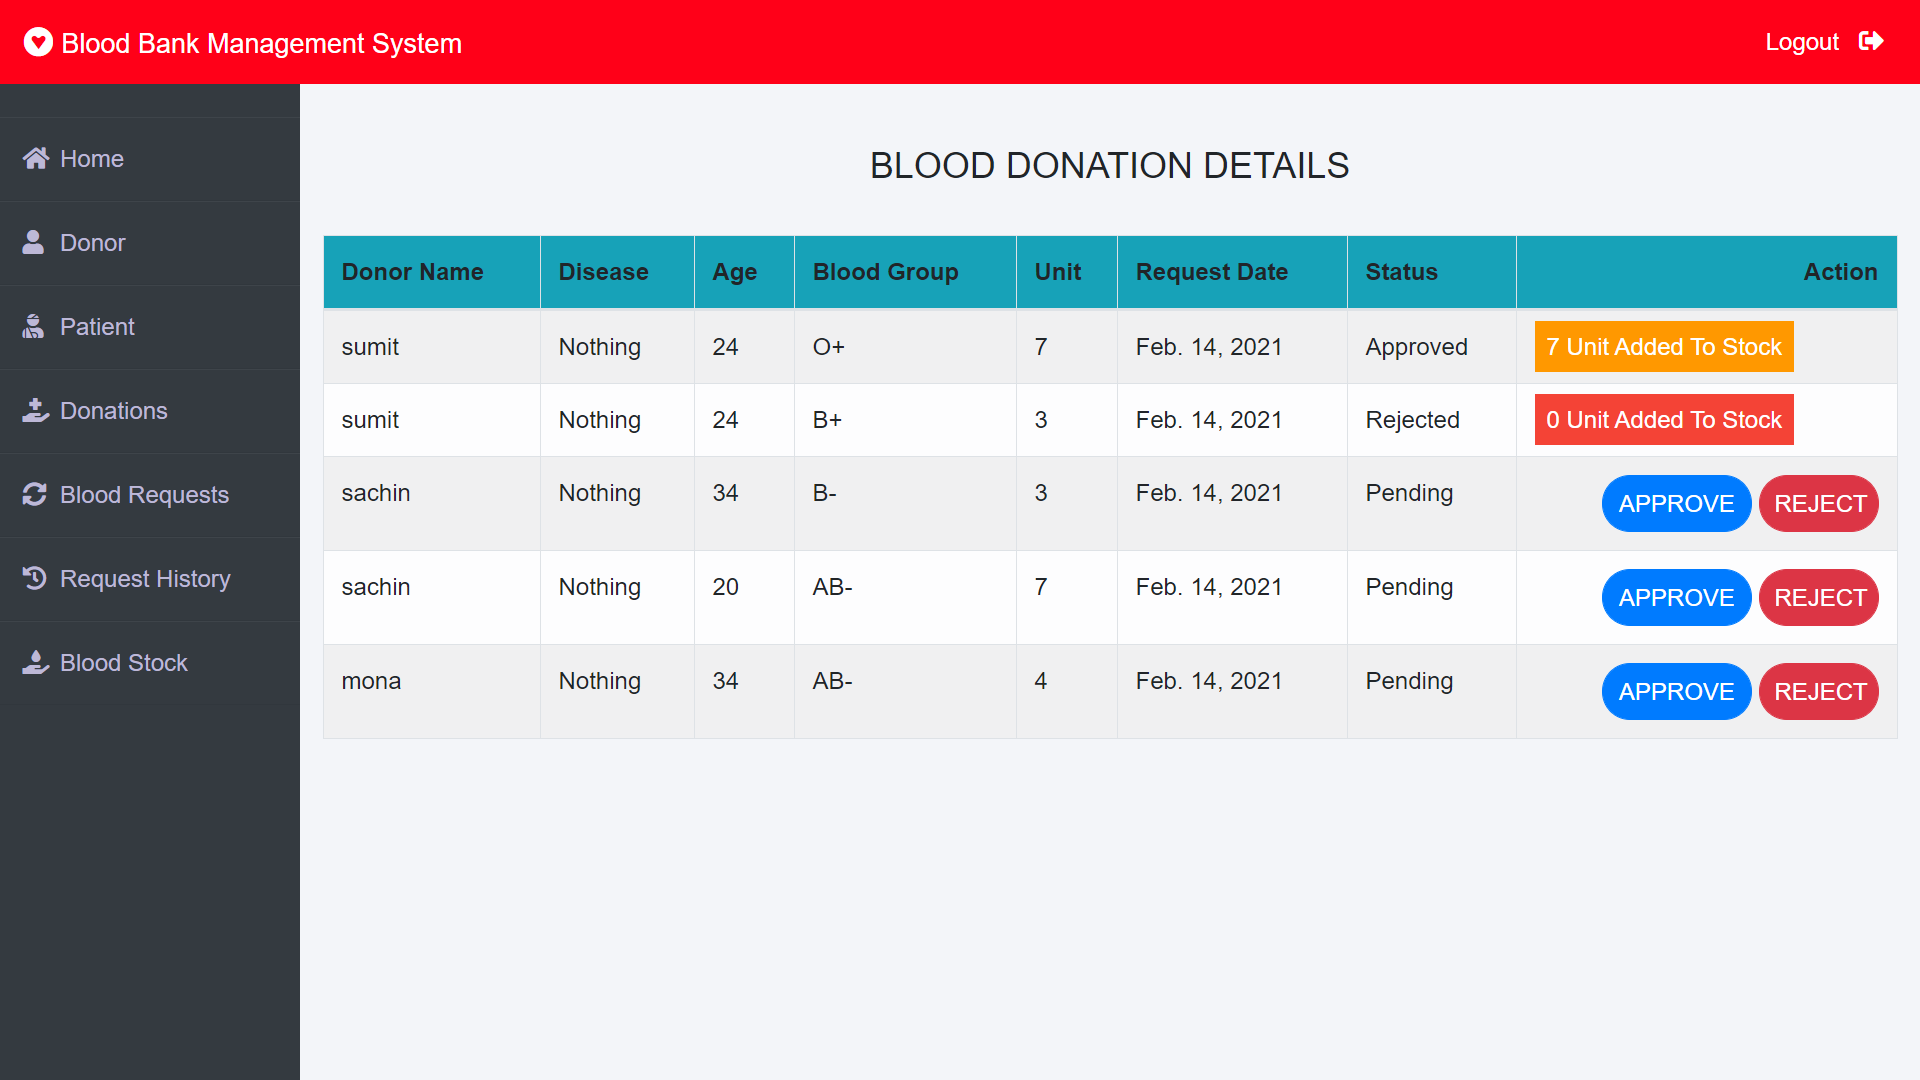 Blood Bank Management System
Logout
Home
Donor
Patient
Donations
Blood Requests
Request History
Blood Stock
BLOOD DONATION DETAILS
Donor Name Disease Age Blood Group Unit Request Date Status Action
sumit Nothing 24 O+ 7 Feb. 14, 2021 Approved 7 Unit Added To Stock
sumit Nothing 24 B+ 3 Feb. 14, 2021 Rejected 0 Unit Added To Stock
sachin Nothing 34 B- 3 Feb. 14, 2021 Pending APPROVE REJECT
sachin Nothing 20 AB- 7 Feb. 14, 2021 Pending APPROVE REJECT
mona Nothing 34 AB- 4 Feb. 14, 2021 Pending APPROVE REJECT